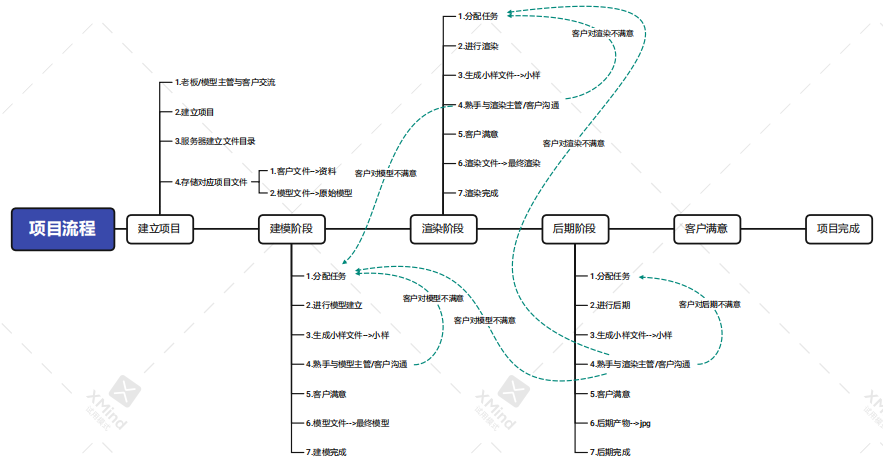 项目流程
建立项目
1.老板/模型主管与客户交流
2.建立项目
3.服务器建立文件目录
4.存储对应项目文件
1.客户文件-->资料
2.模型文件-->原始模型
建模阶段
1.分配任务
2.进行模型建立
3.生成小样文件-->小样
4.熟手与模型主管/客户沟通
5.客户满意
6.模型文件-->最终模型
7.建模完成
客户对模型不满意
渲染阶段
1.分配任务
2.进行渲染
3.生成小样文件-->小样
4.熟手与渲染主管/客户沟通
5.客户满意
6.渲染文件-->最终渲染
7.渲染完成
客户对渲染不满意
客户对模型不满意
后期阶段
1.分配任务
2.进行后期
3.生成小样文件-->小样
4.熟手与渲染主管/客户沟通
5.客户满意
6.后期产物-->jpg
7.后期完成
客户对后期不满意
客户对渲染不满意
客户对模型不满意
客户满意
项目完成
XMind
试用模式
XMind
试用模式
XMind